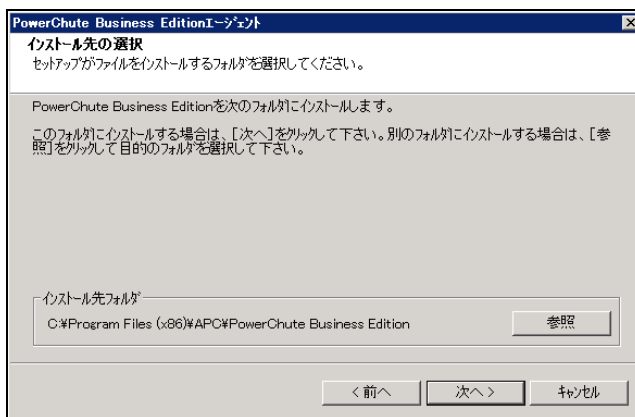 PowerChute Business Editionエージェント
インストール先の選択
セットアップがファイルをインストールするフォルダを選択してください。
PowerChute Business Editionを次のフォルダにインストールします。
このフォルダにインストールする場合は、[次へ]をクリックして下さい。別のフォルダにインストールする場合は、[参
照]をクリックして目的のフォルダを選択して下さい。
インストール先フォルダ
C:¥Program Files (x86)¥APC¥PowerChute Business Edition
参照
< 前へ
次へ >
キャンセル